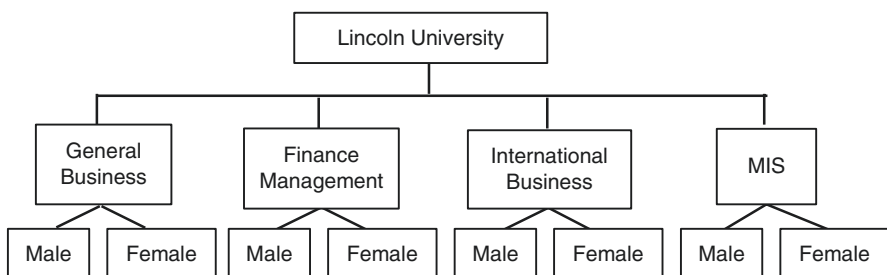 Lincoln University
General
Business
Finance
Management
International
Business
MIS
Male
Female
Male
Female
Male
Female
Male
Female